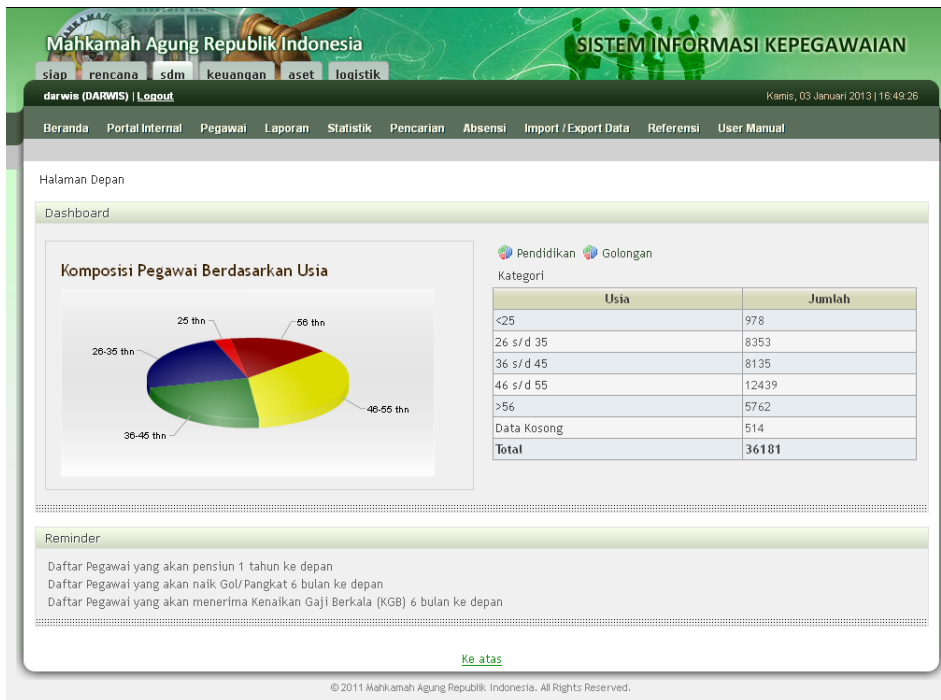 Mahkamah Agung Republik Indonesia
SISTEM INFORMASI KEPEGAWAIAN
siap rencana sdm keuangan aset logistik
darwis (DARWIS) | Logout
Kamis, 03 Januari 2013 | 16:49:26
Beranda Portal Internal Pegawai Laporan Statistik Pencarian Absensi Import / Export Data Referensi User Manual
Halaman Depan
Dashboard
Komposisi Pegawai Berdasarkan Usia
25 thn
56 thn
26-35 thn
46-55 thn
36-45 thn
Pendidikan Golongan
Kategori
Usia Jumlah
<25 978
26 s/d 35 8353
36 s/d 45 8135
46 s/d 55 12439
>56 5762
Data Kosong 514
Total 36181
Reminder
Daftar Pegawai yang akan pensiun 1 tahun ke depan
Daftar Pegawai yang akan naik Gol/Pangkat 6 bulan ke depan
Daftar Pegawai yang akan menerima Kenaikan Gaji Berkala (KGB) 6 bulan ke depan
Ke atas
© 2011 Mahkamah Agung Republik Indonesia. All Rights Reserved.